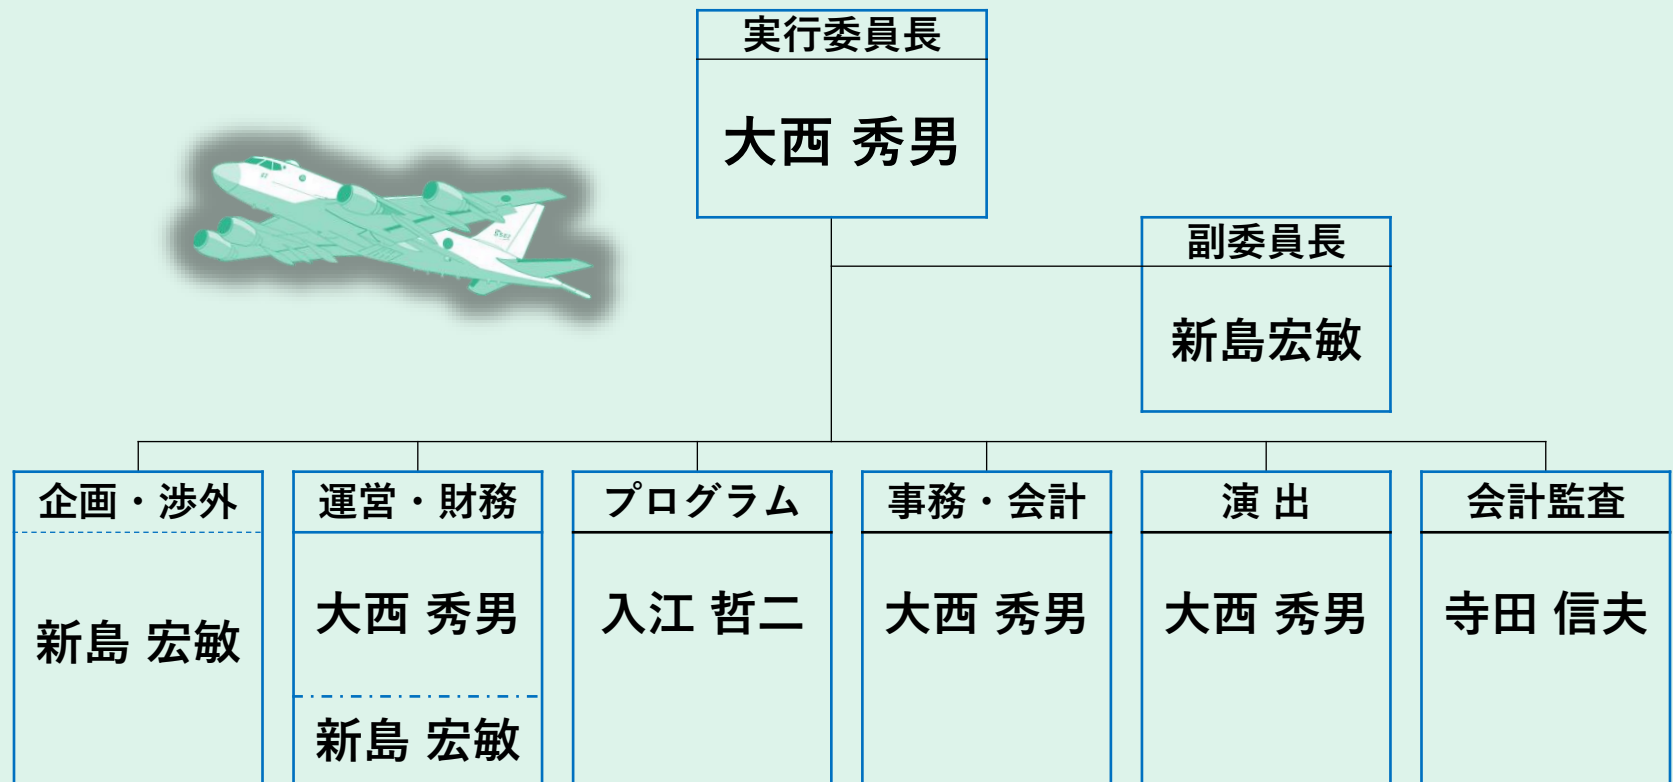 実行委員長
大西 秀男
副委員長
新島宏敏
企画・渉外
新島 宏敏
運営・財務
大西 秀男
新島 宏敏
プログラム
入江 哲二
事務・会計
大西 秀男
演 出
大西 秀男
会計監査
寺田 信夫